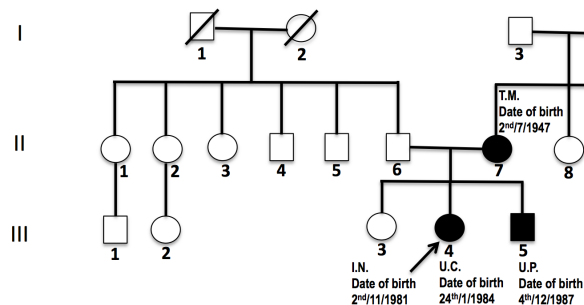 I
1
2
3
T.M.
Date of birth
2nd/7/1947
II
1
2
3
4
5
6
7
8
III
1
2
3
4
5
I.N.
Date of birth
2nd/11/1981
U.C.
Date of birth
24th/1/1984
U.P.
Date of birth
4th/12/1987